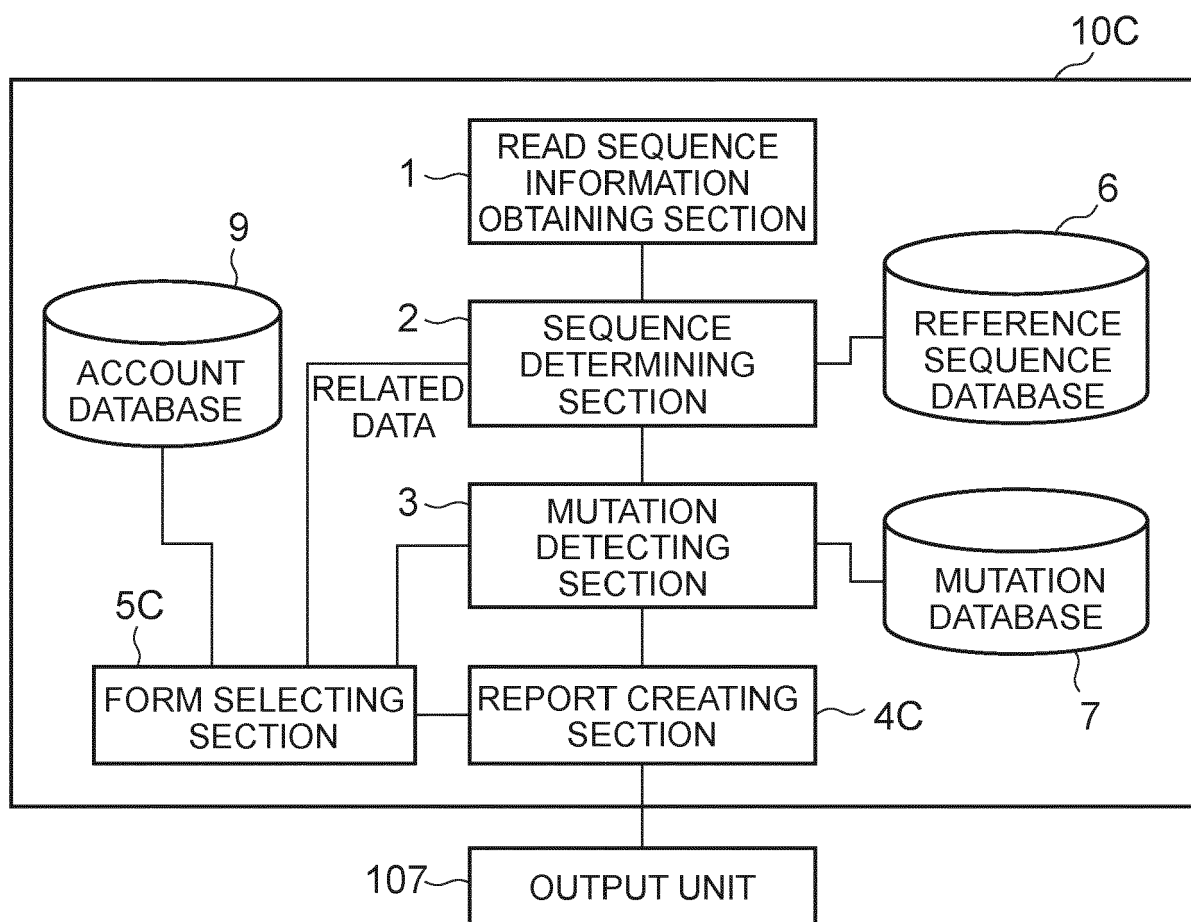 10C
READ SEQUENCE
INFORMATION
OBTAINING SECTION
1
6
9
REFERENCE
SEQUENCE
DATABASE
2
SEQUENCE
DETERMINING
SECTION
ACCOUNT
DATABASE
RELATED
DATA
3
MUTATION
DETECTING
SECTION
MUTATION
DATABASE
7
5C
FORM SELECTING
SECTION
REPORT CREATING
SECTION
4C
107
OUTPUT UNIT